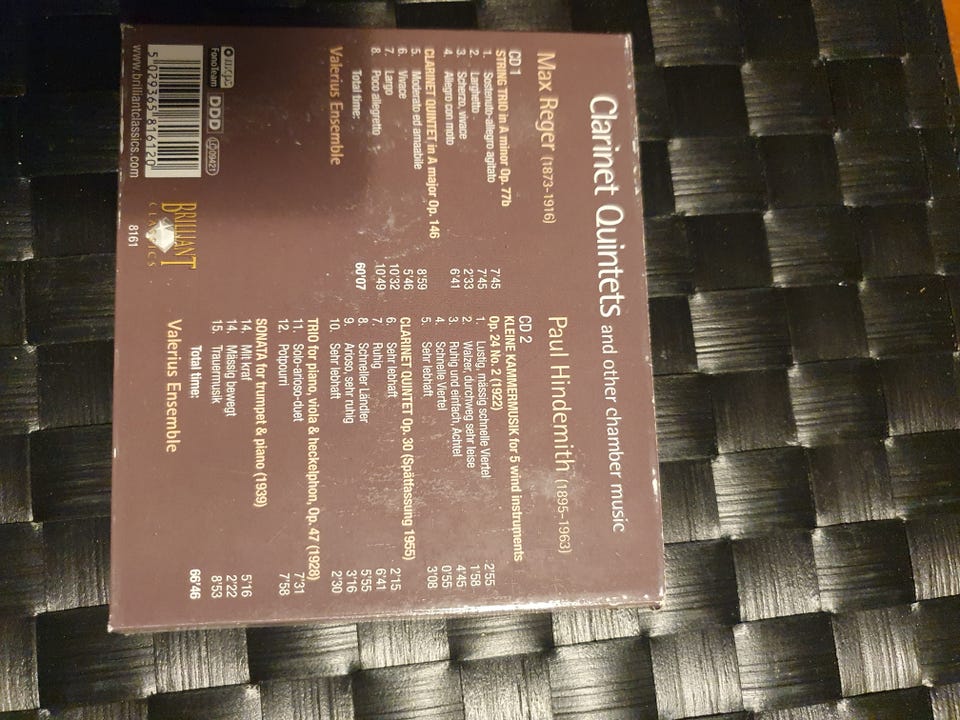 Clarinet Quintets and other chamber music
Max Reger (1873-1916)
CD 1
STRING TRIO in A minor Op. 77b
1. Sostenuto-allegro agitato 7'45
2. Larghetto 7'45
3. Scherzo, vivace 2'33
4. Allegro con moto 6'41
CLARINET QUINTET in A major Op. 146
5. Moderato ed amabile 8'59
6. Vivace 5'46
7. Largo 10'32
8. Poco allegretto 10'49
Total time: 60'07
Valerius Ensemble
Paul Hindemith (1895-1963)
CD 2
KLEINE KAMMERMUSIK for 5 wind instruments
Op. 24 No. 2 (1922)
1. Lustig, mässig schnelle Viertel 2'55
2. Walzer, durchweg sehr leise 1'58
3. Ruhig und einfach, Achtel 4'45
4. Schnelle Viertel 0'55
5. Sehr lebhaft 3'08
CLARINET QUINTET Op. 30 (Spätfassung 1955)
6. Sehr lebhaft 2'15
7. Ruhig 6'41
8. Schneller Ländler 5'55
9. Arioso, sehr ruhig 3'16
10. Sehr lebhaft 2'30
TRIO for piano, viola & heckelphon, Op. 47 (1928)
11. Solo-arioso-duet 7'31
12. Potpourri 7'58
SONATA for trumpet & piano (1939)
14. Mit kraf 5'16
14. Mässig bewegt 2'22
15. Trauermusik 8'53
Total time: 66'46
Valerius Ensemble
FonoTeam
DDD
LC 09421
5 029365 816120
www.brilliantclassics.com
BRILLIANT
CLASSICS
8161